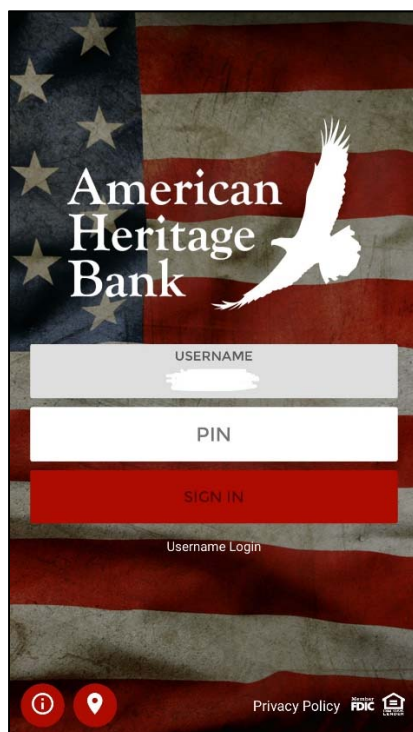 American
Heritage
Bank
USERNAME
PIN
SIGN IN
Username Login
Privacy Policy
Member
FDIC